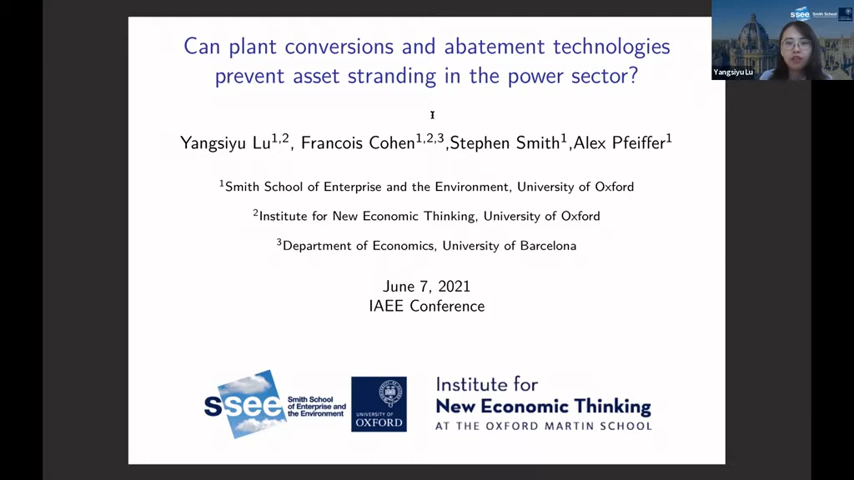 Can plant conversions and abatement technologies
prevent asset stranding in the power sector?
Yangsiyu Lu1,2, Francois Cohen1,2,3,Stephen Smith1,Alex Pfeiffer1
1Smith School of Enterprise and the Environment, University of Oxford
2Institute for New Economic Thinking, University of Oxford
3Department of Economics, University of Barcelona
June 7, 2021
IAEE Conference
ssee
Smith School
of Enterprise and
the Environment
UNIVERSITY OF
OXFORD
Institute for
New Economic Thinking
AT THE OXFORD MARTIN SCHOOL
ssee Smith School
Yangsiyu Lu